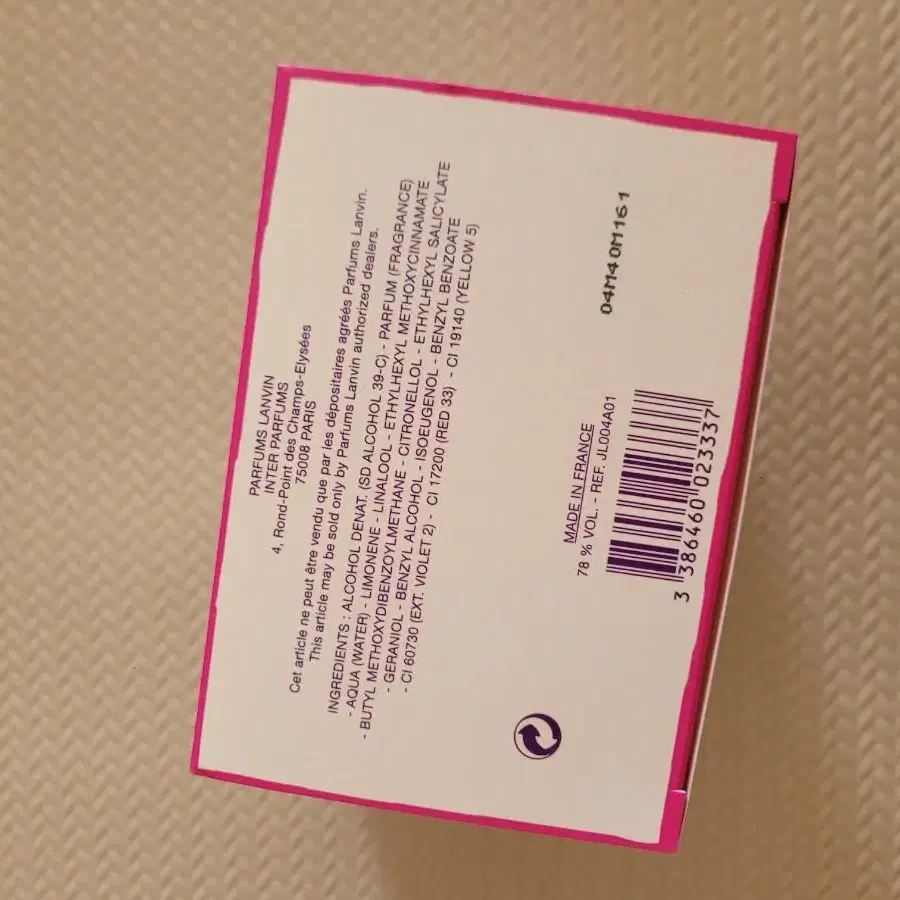 PARFUMS LANVIN
INTER PARFUMS
4, Rond-Point des Champs-Elysées
75008 PARIS
Cet article ne peut être vendu que par les dépositaires agréés Parfums Lanvin.
This article may be sold only by Parfums Lanvin authorized dealers.
INGREDIENTS : ALCOHOL DENAT. (SD ALCOHOL 39-C) - PARFUM (FRAGRANCE)
- AQUA (WATER) - LIMONENE - LINALOOL - ETHYLHEXYL METHOXYCINNAMATE
- BUTYL METHOXYDIBENZOYLMETHANE - CITRONELLOL - ETHYLHEXYL SALICYLATE
- GERANIOL - BENZYL ALCOHOL - ISOEUGENOL - BENZYL BENZOATE
- CI 60730 (EXT. VIOLET 2) - CI 17200 (RED 33) - CI 19140 (YELLOW 5)
MADE IN FRANCE
78 % VOL. - REF. JL004A01
3 386460 023337
04M40M161